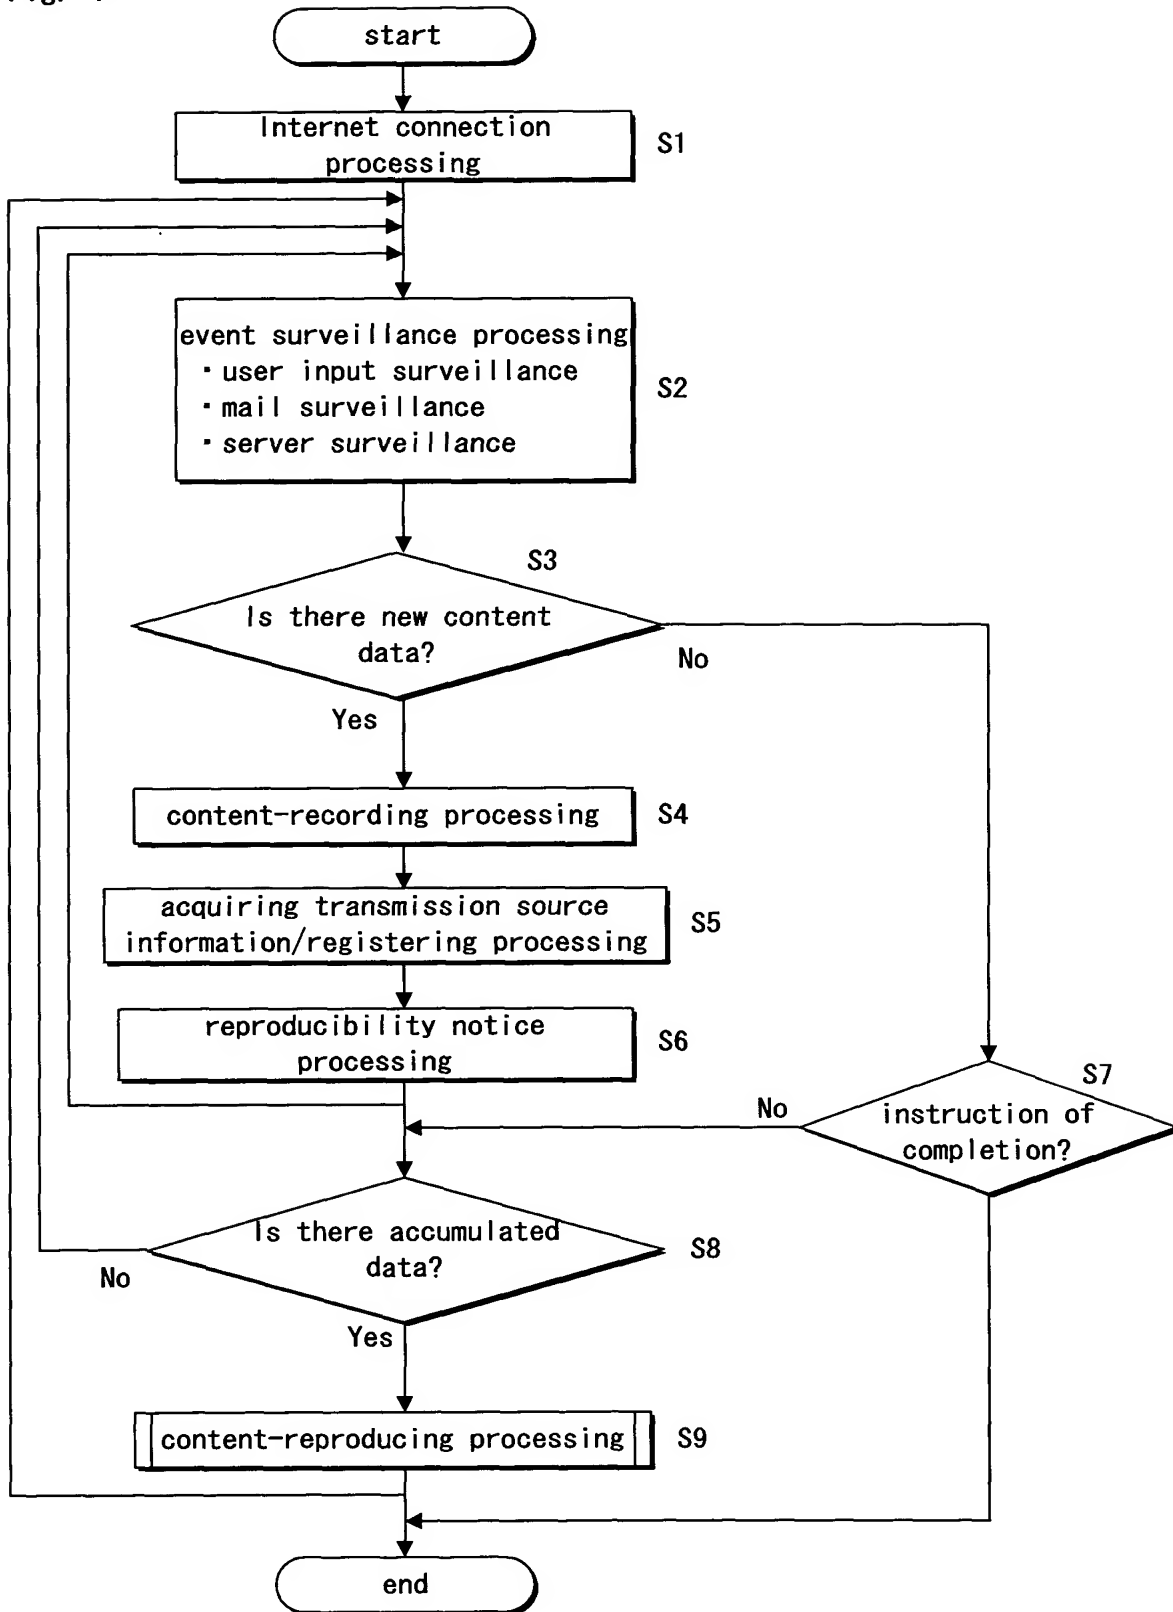 start
Internet connection
processing
S1
event surveillance processing
・user input surveillance
・mail surveillance
・server surveillance
S2
S3
Is there new content
data?
No
Yes
content-recording processing
S4
acquiring transmission source
information/registering processing
S5
reproducibility notice
processing
S6
S7
instruction of
completion?
No
Is there accumulated
data?
S8
No
Yes
content-reproducing processing
S9
end